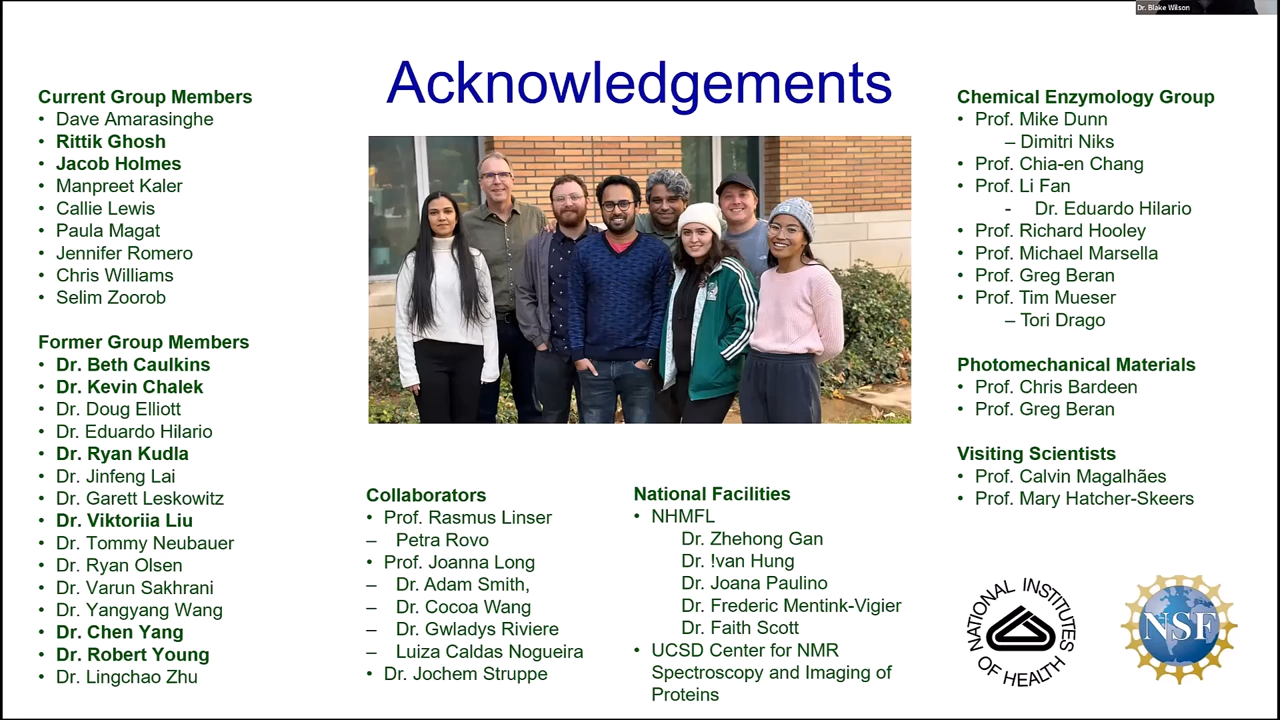 Dr. Blake Wilson
Acknowledgements
Current Group Members
• Dave Amarasinghe
• Rittik Ghosh
• Jacob Holmes
• Manpreet Kaler
• Callie Lewis
• Paula Magat
• Jennifer Romero
• Chris Williams
• Selim Zoorob
Former Group Members
• Dr. Beth Caulkins
• Dr. Kevin Chalek
• Dr. Doug Elliott
• Dr. Eduardo Hilario
• Dr. Ryan Kudla
• Dr. Jinfeng Lai
• Dr. Garett Leskowitz
• Dr. Viktoriia Liu
• Dr. Tommy Neubauer
• Dr. Ryan Olsen
• Dr. Varun Sakhrani
• Dr. Yangyang Wang
• Dr. Chen Yang
• Dr. Robert Young
• Dr. Lingchao Zhu
Collaborators
• Prof. Rasmus Linser
– Petra Rovo
• Prof. Joanna Long
– Dr. Adam Smith,
– Dr. Cocoa Wang
– Dr. Gwladys Riviere
– Luiza Caldas Nogueira
• Dr. Jochem Struppe
National Facilities
• NHMFL
Dr. Zhehong Gan
Dr. !van Hung
Dr. Joana Paulino
Dr. Frederic Mentink-Vigier
Dr. Faith Scott
• UCSD Center for NMR
Spectroscopy and Imaging of
Proteins
Chemical Enzymology Group
• Prof. Mike Dunn
– Dimitri Niks
• Prof. Chia-en Chang
• Prof. Li Fan
- Dr. Eduardo Hilario
• Prof. Richard Hooley
• Prof. Michael Marsella
• Prof. Greg Beran
• Prof. Tim Mueser
– Tori Drago
Photomechanical Materials
• Prof. Chris Bardeen
• Prof. Greg Beran
Visiting Scientists
• Prof. Calvin Magalhães
• Prof. Mary Hatcher-Skeers
NATIONAL INSTITUTES
OF HEALTH
NSF